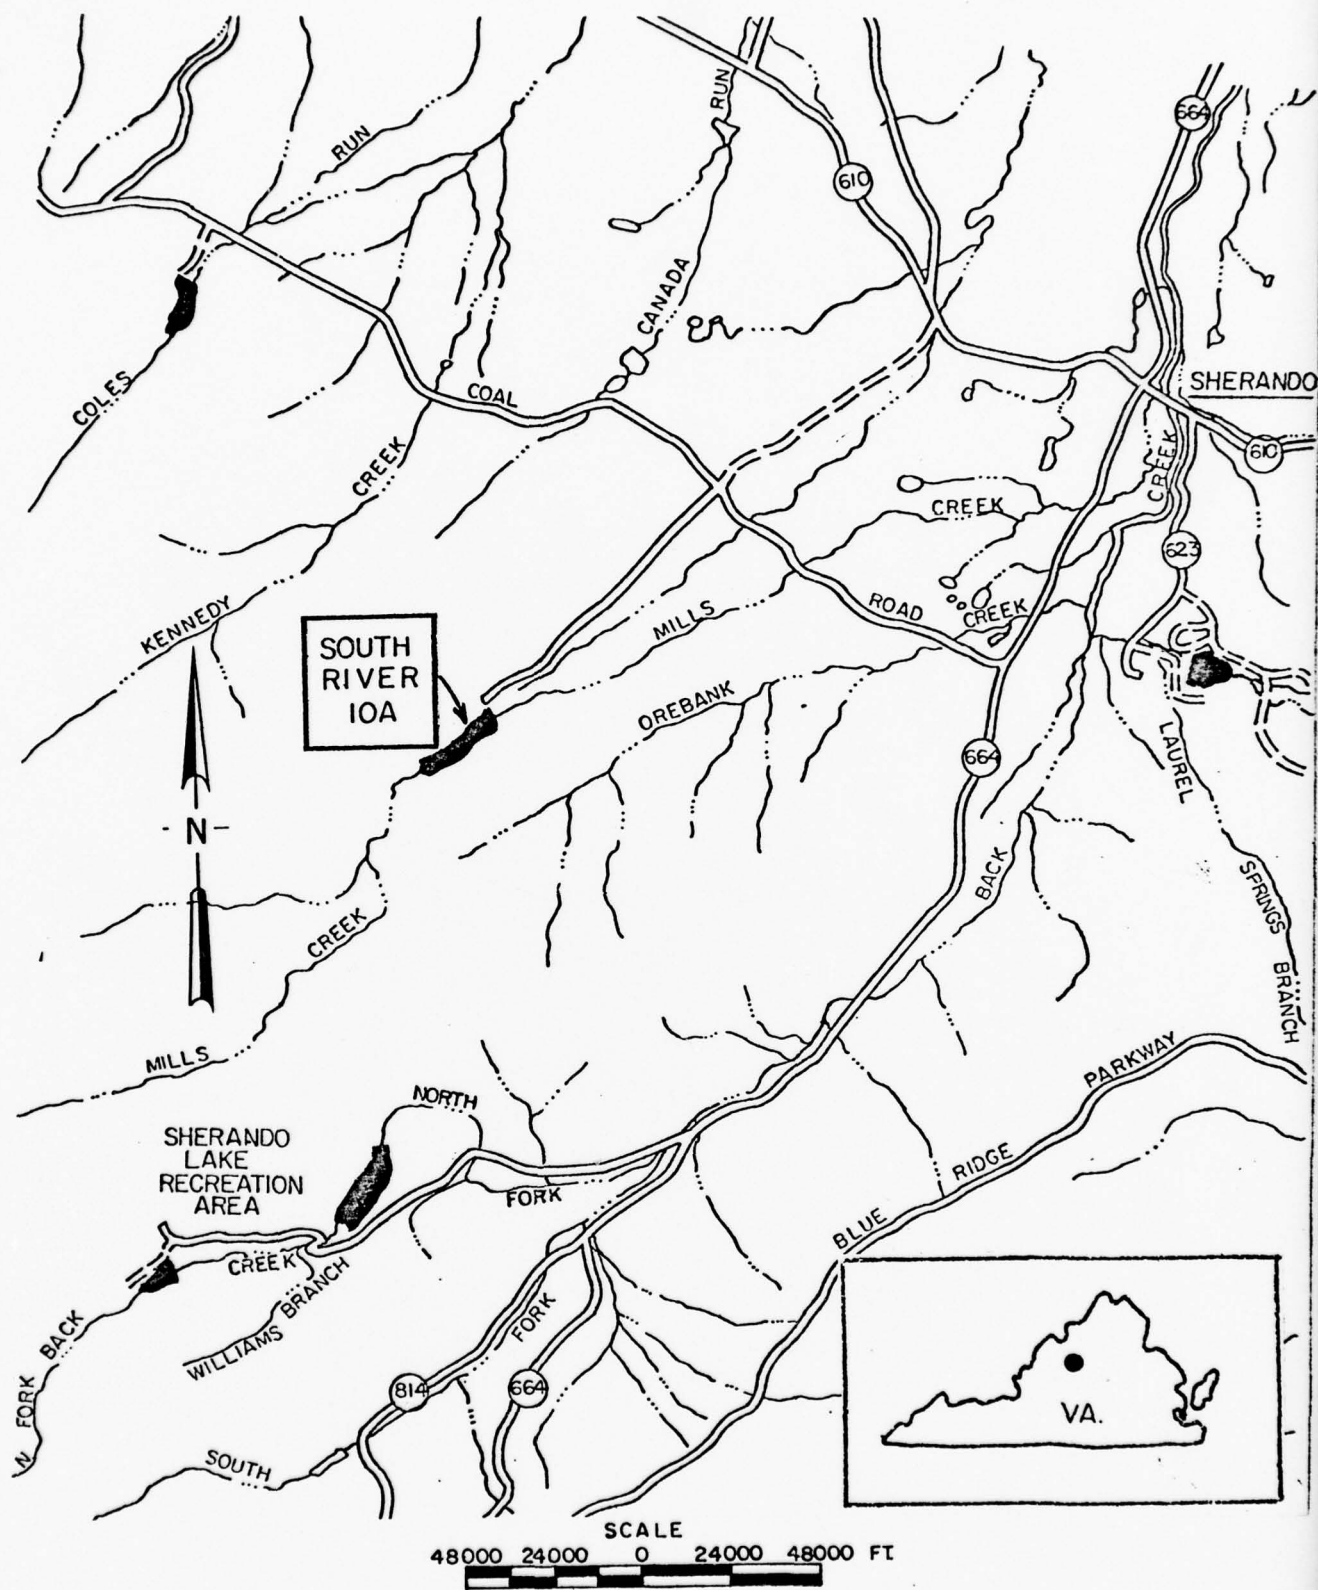 664
RUN
RUN
610
CANADA
SHERANDO
COLES
COAL
CREEK
610
CREEK
CREEK
623
KENNEDY
MILLS
ROAD
CREEK
SOUTH
RIVER
10A
OREBANK
LAUREL
664
N
BACK
SPRINGS
CREEK
BRANCH
MILLS
PARKWAY
NORTH
SHERANDO
LAKE
RECREATION
AREA
RIDGE
FORK
BLUE
CREEK
BRANCH
FORK
BACK
WILLIAMS
814
664
N FORK
VA.
SOUTH
SCALE
48000 24000 0 24000 48000 FT.